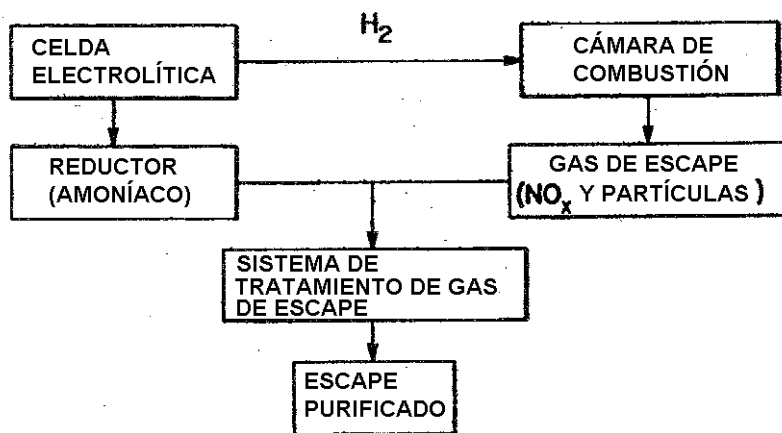 H₂
CELDA
ELECTROLÍTICA
CÁMARA DE
COMBUSTIÓN
REDUCTOR
(AMONÍACO)
GAS DE ESCAPE
(NOₓ Y PARTÍCULAS)
SISTEMA DE
TRATAMIENTO DE GAS
DE ESCAPE
ESCAPE
PURIFICADO